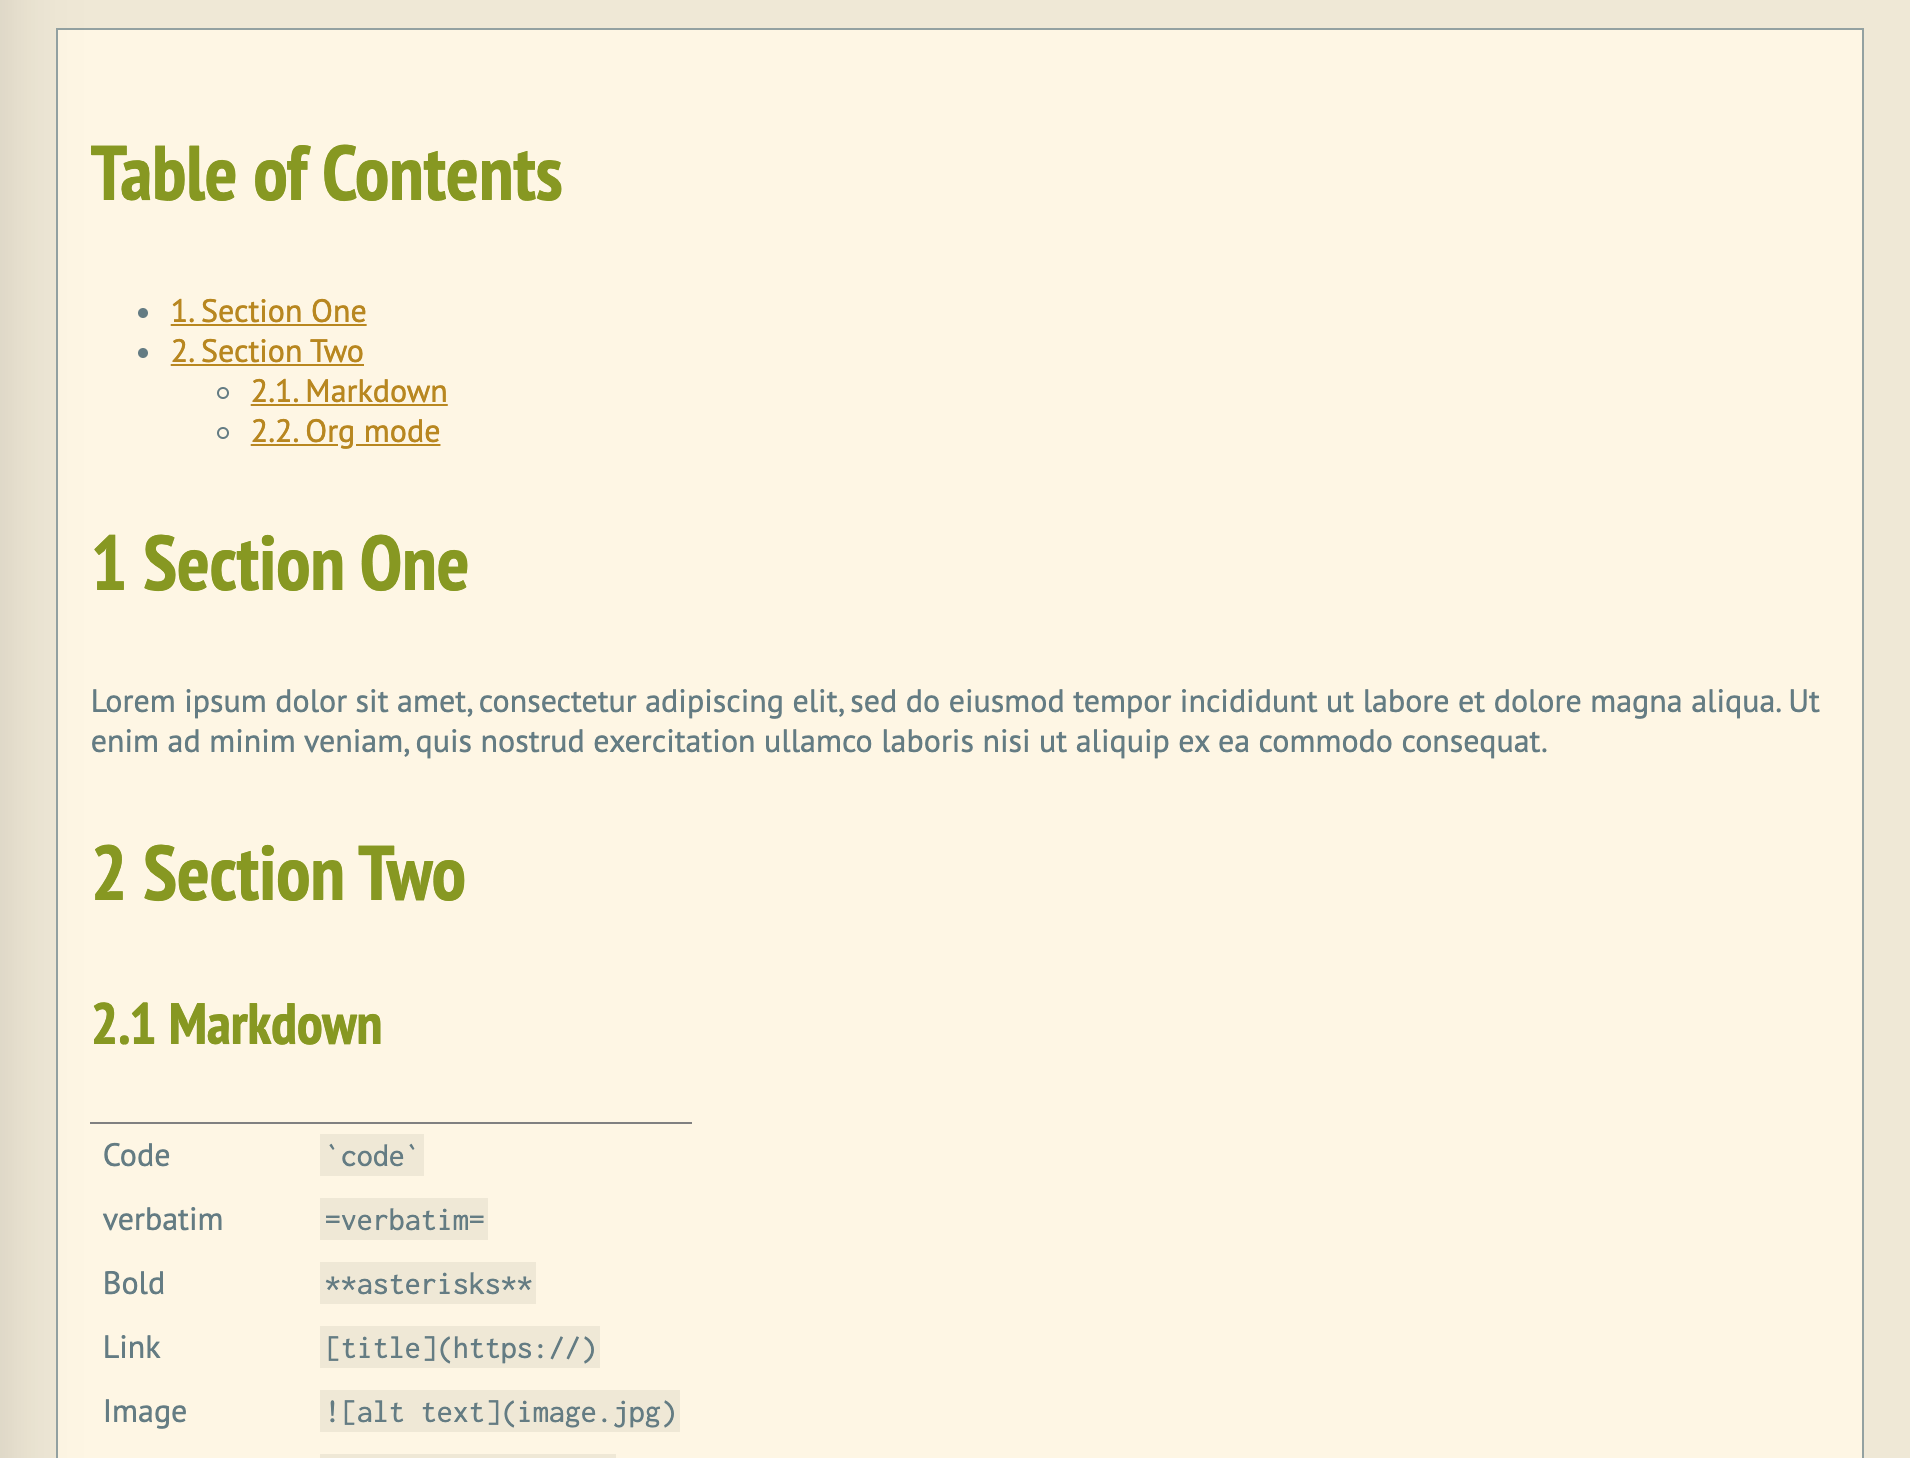 Table of Contents
1. Section One
2. Section Two
2.1. Markdown
2.2. Org mode
1 Section One
Lorem ipsum dolor sit amet, consectetur adipiscing elit, sed do eiusmod tempor incididunt ut labore et dolore magna aliqua. Ut
enim ad minim veniam, quis nostrud exercitation ullamco laboris nisi ut aliquip ex ea commodo consequat.
2 Section Two
2.1 Markdown
Code `code`
verbatim =verbatim=
Bold **asterisks**
Link [title](https://)
Image ![alt text](image.jpg)